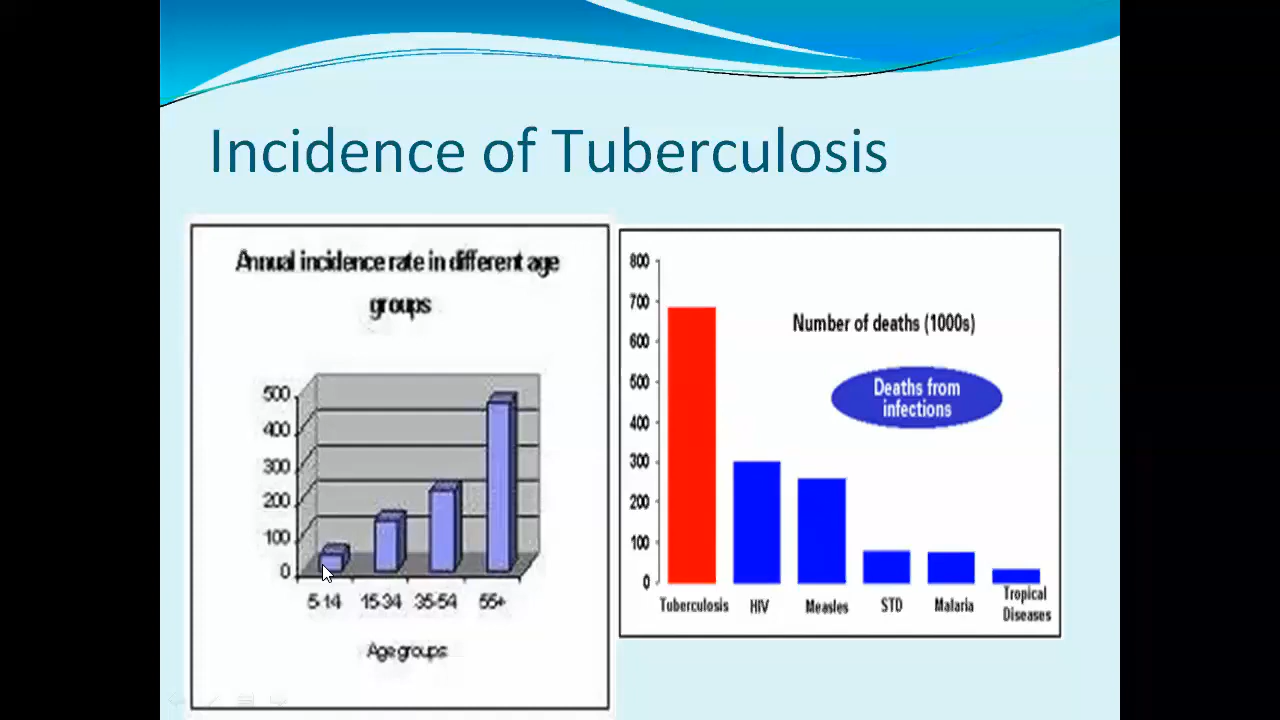 Incidence of Tuberculosis
Annual incidence rate in different age
groups
500
400
300
200
100
0
5-14 15-34 35-54 55+
Age groups
800
700
600
500
400
300
200
100
0
Number of deaths (1000s)
Deaths from
infections
Tuberculosis HIV Measles STD Malaria Tropical
Diseases